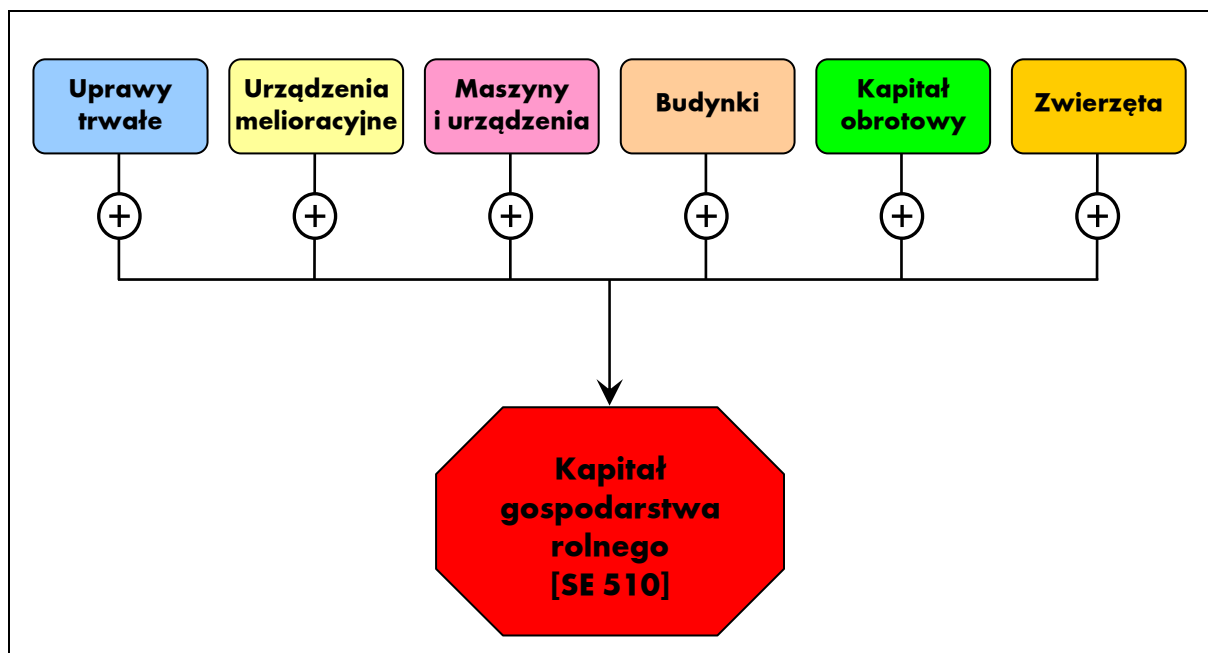 Uprawy
trwałe
Urządzenia
melioracyjne
Maszyny
i urządzenia
Budynki
Kapitał
obrotowy
Zwierzęta
+
+
+
+
+
+
Kapitał
gospodarstwa
rolnego
[SE 510]